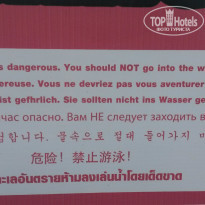 TOP Hotels
ФОТО ТУРИСТА
s dangerous. You should NOT go into the w
ereuse. Vous ne devriez pas vous aventurer
ist gefhrlich. Sie sollten nicht ins Wasser ge
час опасно. Вам НЕ следует заходить в
험합니다. 물속으로 절대 들어가지 마
危险! 禁止游泳!
ทะเลอันตรายห้ามลงเล่นน้ำโดยเด็ดขาด